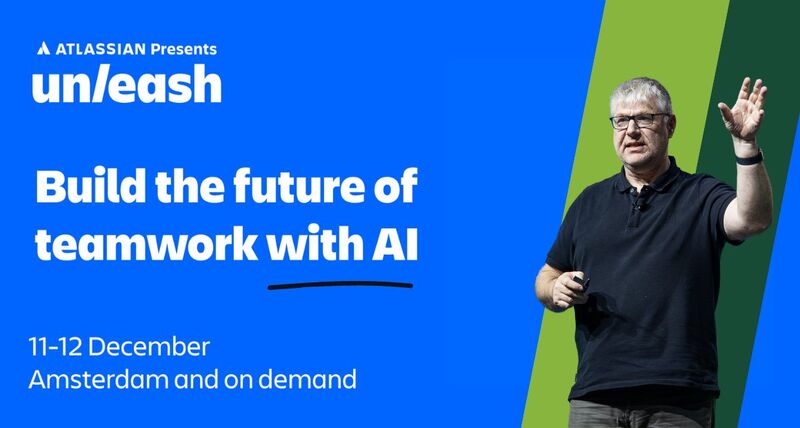 ATLASSIAN Presents
un/eash
Build the future of
teamwork with AI
11-12 December
Amsterdam and on demand